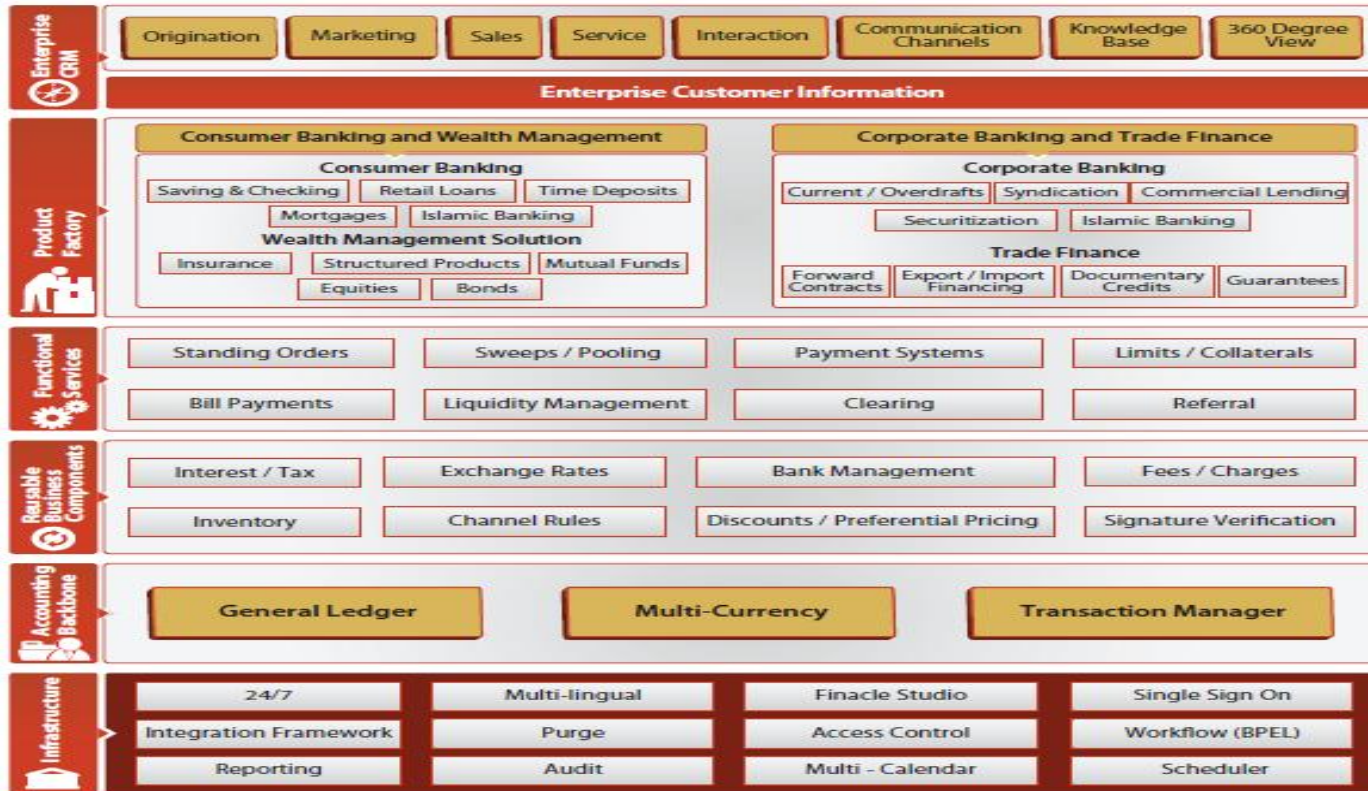 Enterprise
CRM
Origination
Marketing
Sales
Service
Interaction
Communication
Channels
Knowledge
Base
360 Degree
View
Enterprise Customer Information
Product
Factory
Consumer Banking and Wealth Management
Consumer Banking
Saving & Checking
Retail Loans
Time Deposits
Mortgages
Islamic Banking
Wealth Management Solution
Insurance
Structured Products
Mutual Funds
Equities
Bonds
Corporate Banking and Trade Finance
Corporate Banking
Current / Overdrafts
Syndication
Commercial Lending
Securitization
Islamic Banking
Trade Finance
Forward
Contracts
Export / Import
Financing
Documentary
Credits
Guarantees
Functional
Services
Standing Orders
Sweeps / Pooling
Payment Systems
Limits / Collaterals
Bill Payments
Liquidity Management
Clearing
Referral
Reusable
Business
Components
Interest / Tax
Exchange Rates
Bank Management
Fees / Charges
Inventory
Channel Rules
Discounts / Preferential Pricing
Signature Verification
Accounting
Backbone
General Ledger
Multi-Currency
Transaction Manager
Infrastructure
24/7
Multi-lingual
Finacle Studio
Single Sign On
Integration Framework
Purge
Access Control
Workflow (BPEL)
Reporting
Audit
Multi - Calendar
Scheduler